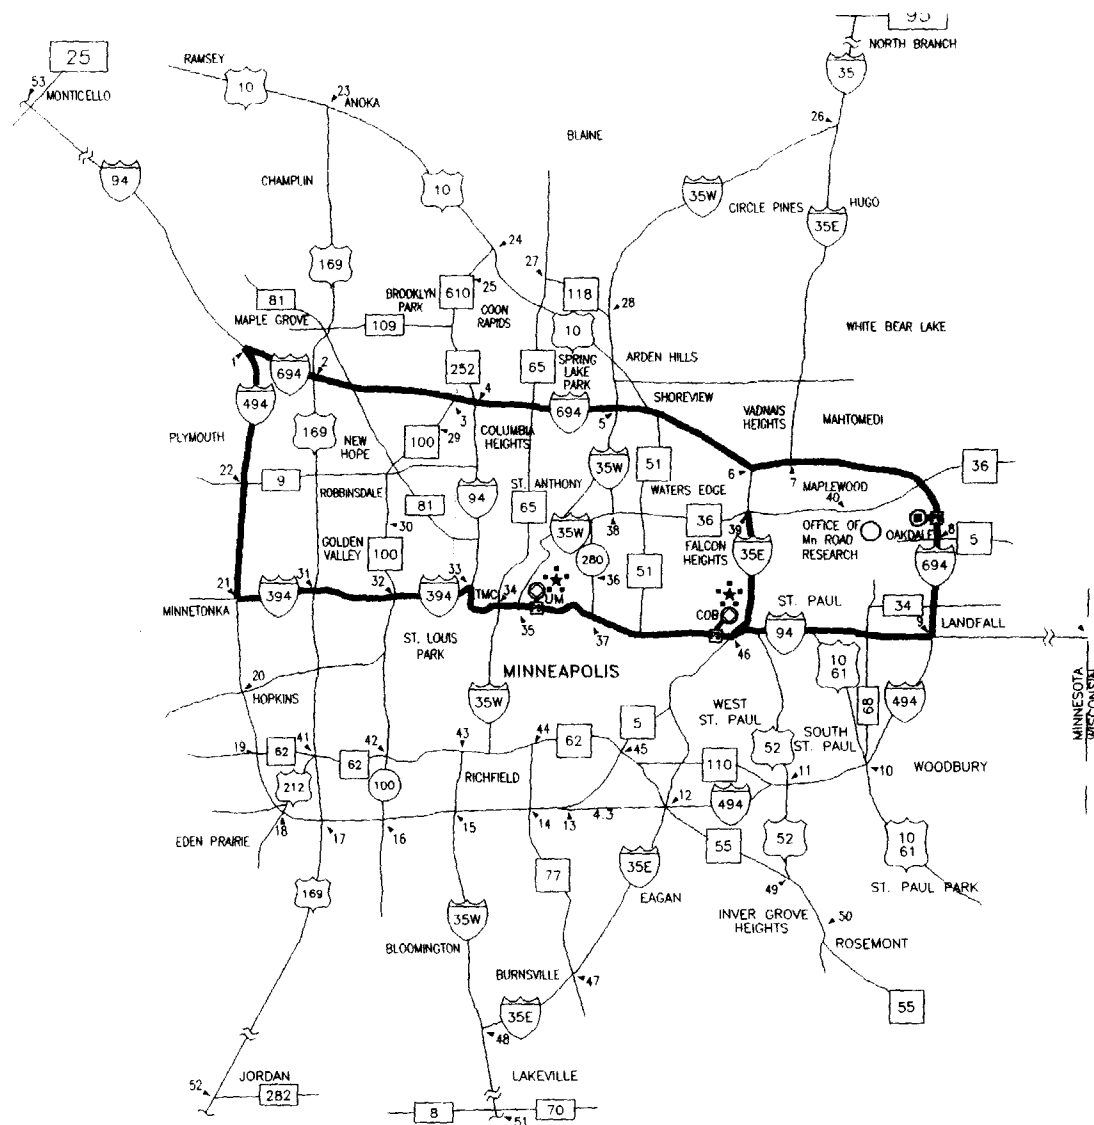 95
NORTH BRANCH
25
RAMSEY
10
35
53
MONTICELLO
23
ANOKA
26
BLAINE
94
CHAMPLIN
10
35W
CIRCLE PINES
HUGO
35E
24
169
27
25
118
28
81
BROOKLYN
PARK
610
COON
RAPIDS
MAPLE GROVE
109
10
WHITE BEAR LAKE
1
694
2
252
4
65
SPRING
LAKE
PARK
ARDEN HILLS
494
3
694
5
SHOREVIEW
VADNAIS
HEIGHTS
MAHTOMEDI
PLYMOUTH
169
NEW
HOPE
100
29
COLUMBIA
HEIGHTS
22
9
ROBBINSDALE
94
ST. ANTHONY
35W
51
WATERS EDGE
6
7
MAPLEWOOD
40
36
81
65
35W
38
36
39
30
GOLDEN
VALLEY
100
280
FALCON
HEIGHTS
35E
OFFICE OF
Mn ROAD
RESEARCH
OAKDALE
8
5
21
31
33
36
51
694
MINNETONKA
394
32
394
TMC
34
UM
35
COB
ST. PAUL
34
37
46
94
9
LANDFALL
ST. LOUIS
PARK
MINNEAPOLIS
10
61
20
HOPKINS
35W
WEST
ST. PAUL
68
494
MINNESOTA
WISCONSIN
19
62
41
42
43
44
5
62
45
52
SOUTH
ST. PAUL
212
62
100
RICHFIELD
110
11
10
WOODBURY
12
494
EDEN PRAIRIE
18
17
16
15
14
13
4.3
55
52
10
61
169
77
35E
EAGAN
49
ST. PAUL PARK
35W
INVER GROVE
HEIGHTS
50
BLOOMINGTON
ROSEMONT
BURNSVILLE
47
55
35E
48
52
JORDAN
282
LAKEVILLE
8
70
51